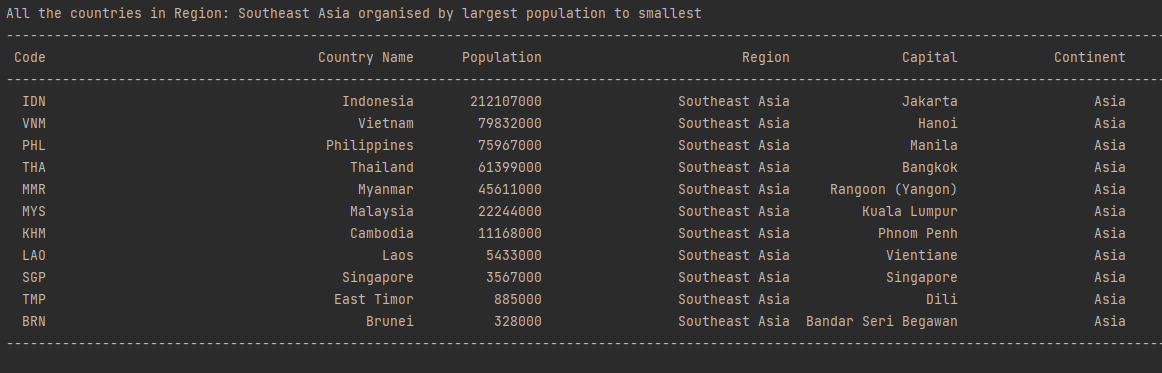 All the countries in Region: Southeast Asia organised by largest population to smallest
Code Country Name Population Region Capital Continent
IDN Indonesia 212107000 Southeast Asia Jakarta Asia
VNM Vietnam 79832000 Southeast Asia Hanoi Asia
PHL Philippines 75967000 Southeast Asia Manila Asia
THA Thailand 61399000 Southeast Asia Bangkok Asia
MMR Myanmar 45611000 Southeast Asia Rangoon (Yangon) Asia
MYS Malaysia 22244000 Southeast Asia Kuala Lumpur Asia
KHM Cambodia 11168000 Southeast Asia Phnom Penh Asia
LAO Laos 5433000 Southeast Asia Vientiane Asia
SGP Singapore 3567000 Southeast Asia Singapore Asia
TMP East Timor 885000 Southeast Asia Dili Asia
BRN Brunei 328000 Southeast Asia Bandar Seri Begawan Asia